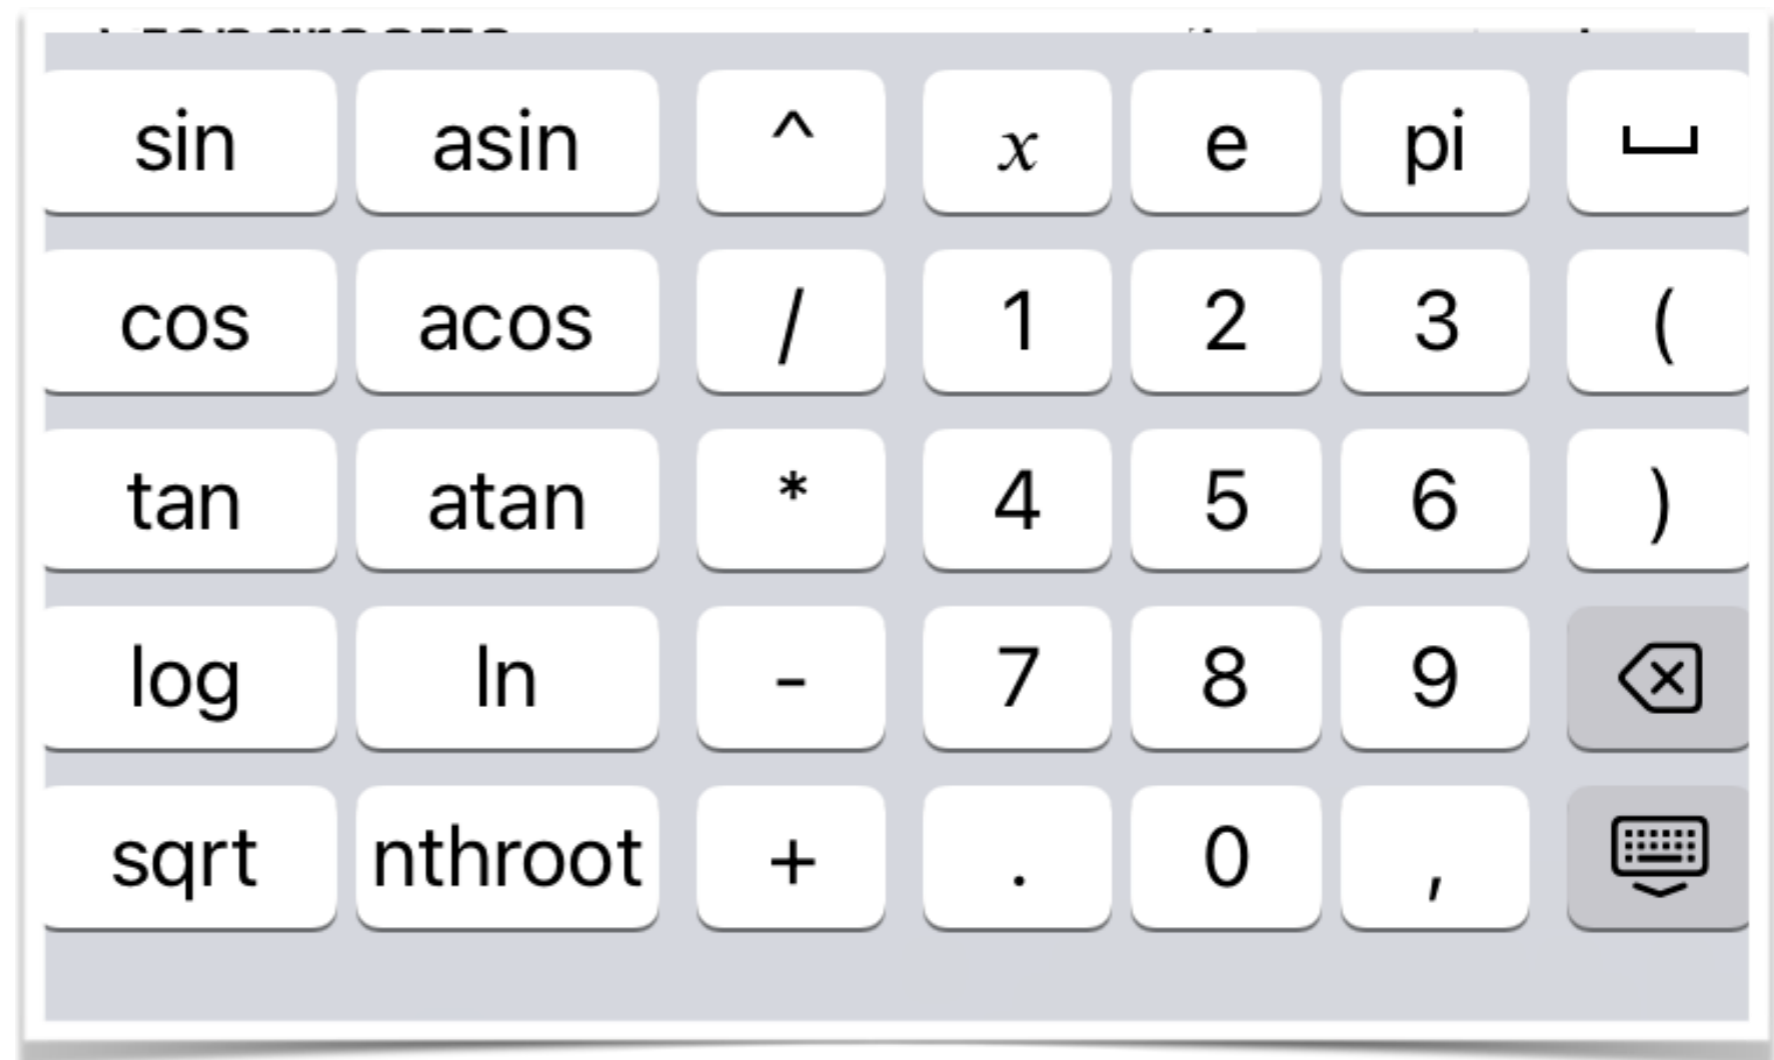 sin asin ^ x e pi
cos acos / 1 2 3 (
tan atan * 4 5 6 )
log ln - 7 8 9
sqrt nthroot + . 0 ,